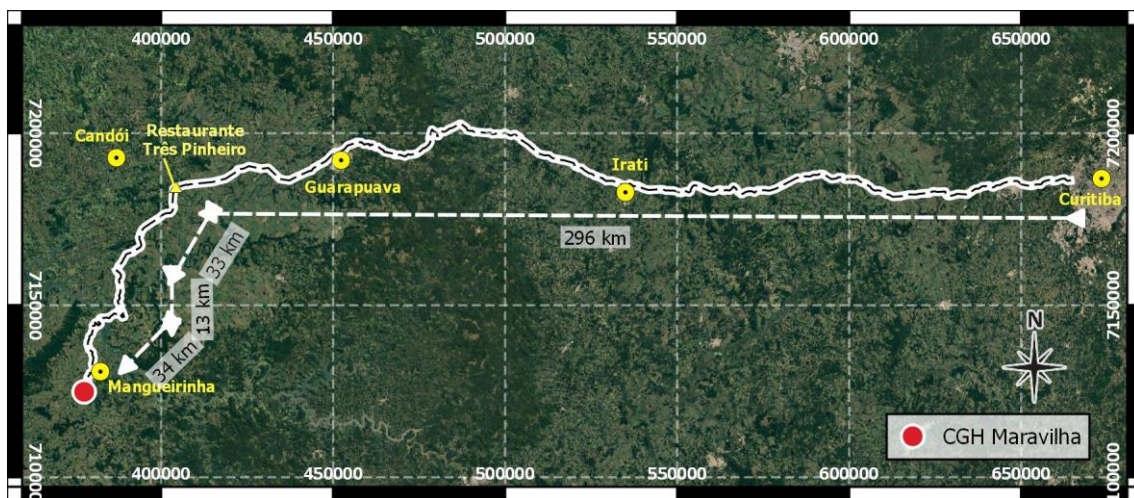 400000 450000 500000 550000 600000 650000
7200000
7200000
Candói
Restaurante
Três Pinheiro
Guarapuava
Irati
Curitiba
296 km
33 km
13 km
34 km
7150000
7150000
Mangueirinha
N
CGH Maravilha
7100000
7100000
400000 450000 500000 550000 600000 650000